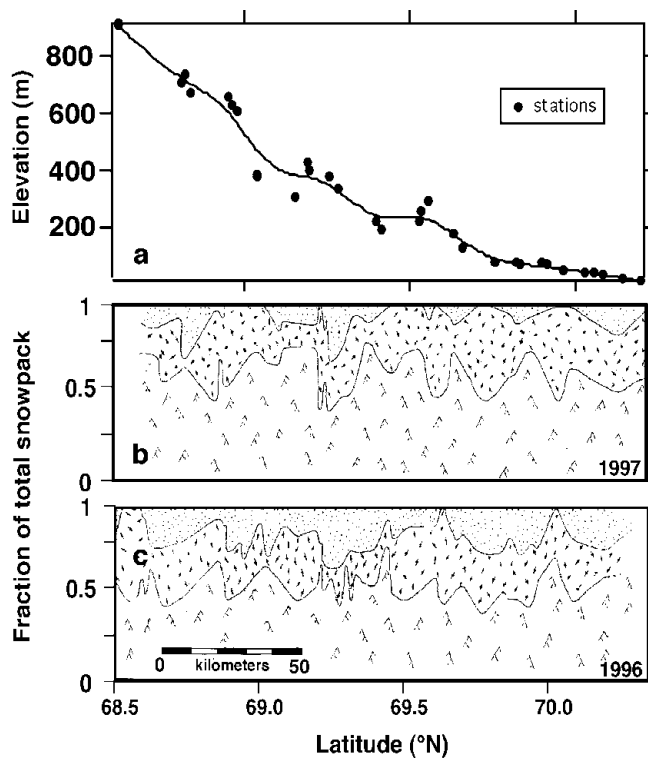 800
600
400
200
Elevation (m)
stations
a
1
0.5
0
b
1997
Fraction of total snowpack
1
0.5
0
c
0 kilometers 50
1996
68.5 69.0 69.5 70.0
Latitude (°N)